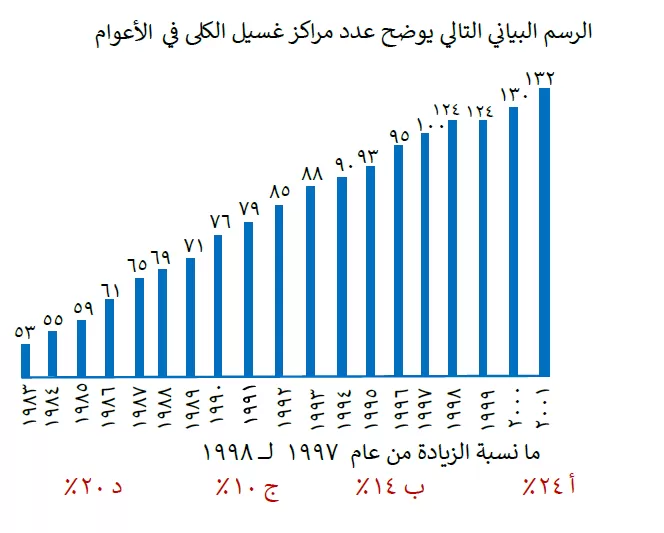 الرسم البياني التالي يوضح عدد مراكز غسيل الكلى في الأعوام
٥٣ ٥٥ ٥٩ ٦١ ٦٥ ٦٩ ٧١ ٧٦ ٧٩ ٨٥ ٨٨ ٩٠ ٩٣ ٩٥ ١٠٠ ١٢٤ ١٢٤ ١٣٠ ١٣٢
١٩٨٣ ١٩٨٤ ١٩٨٥ ١٩٨٦ ١٩٨٧ ١٩٨٨ ١٩٨٩ ١٩٩٠ ١٩٩١ ١٩٩٢ ١٩٩٣ ١٩٩٤ ١٩٩٥ ١٩٩٦ ١٩٩٧ ١٩٩٨ ١٩٩٩ ٢٠٠٠ ٢٠٠١
ما نسبة الزيادة من عام ١٩٩٧ لـ ١٩٩٨
أ ٢٤٪ ب ١٤٪ ج ١٠٪ د ٢٠٪